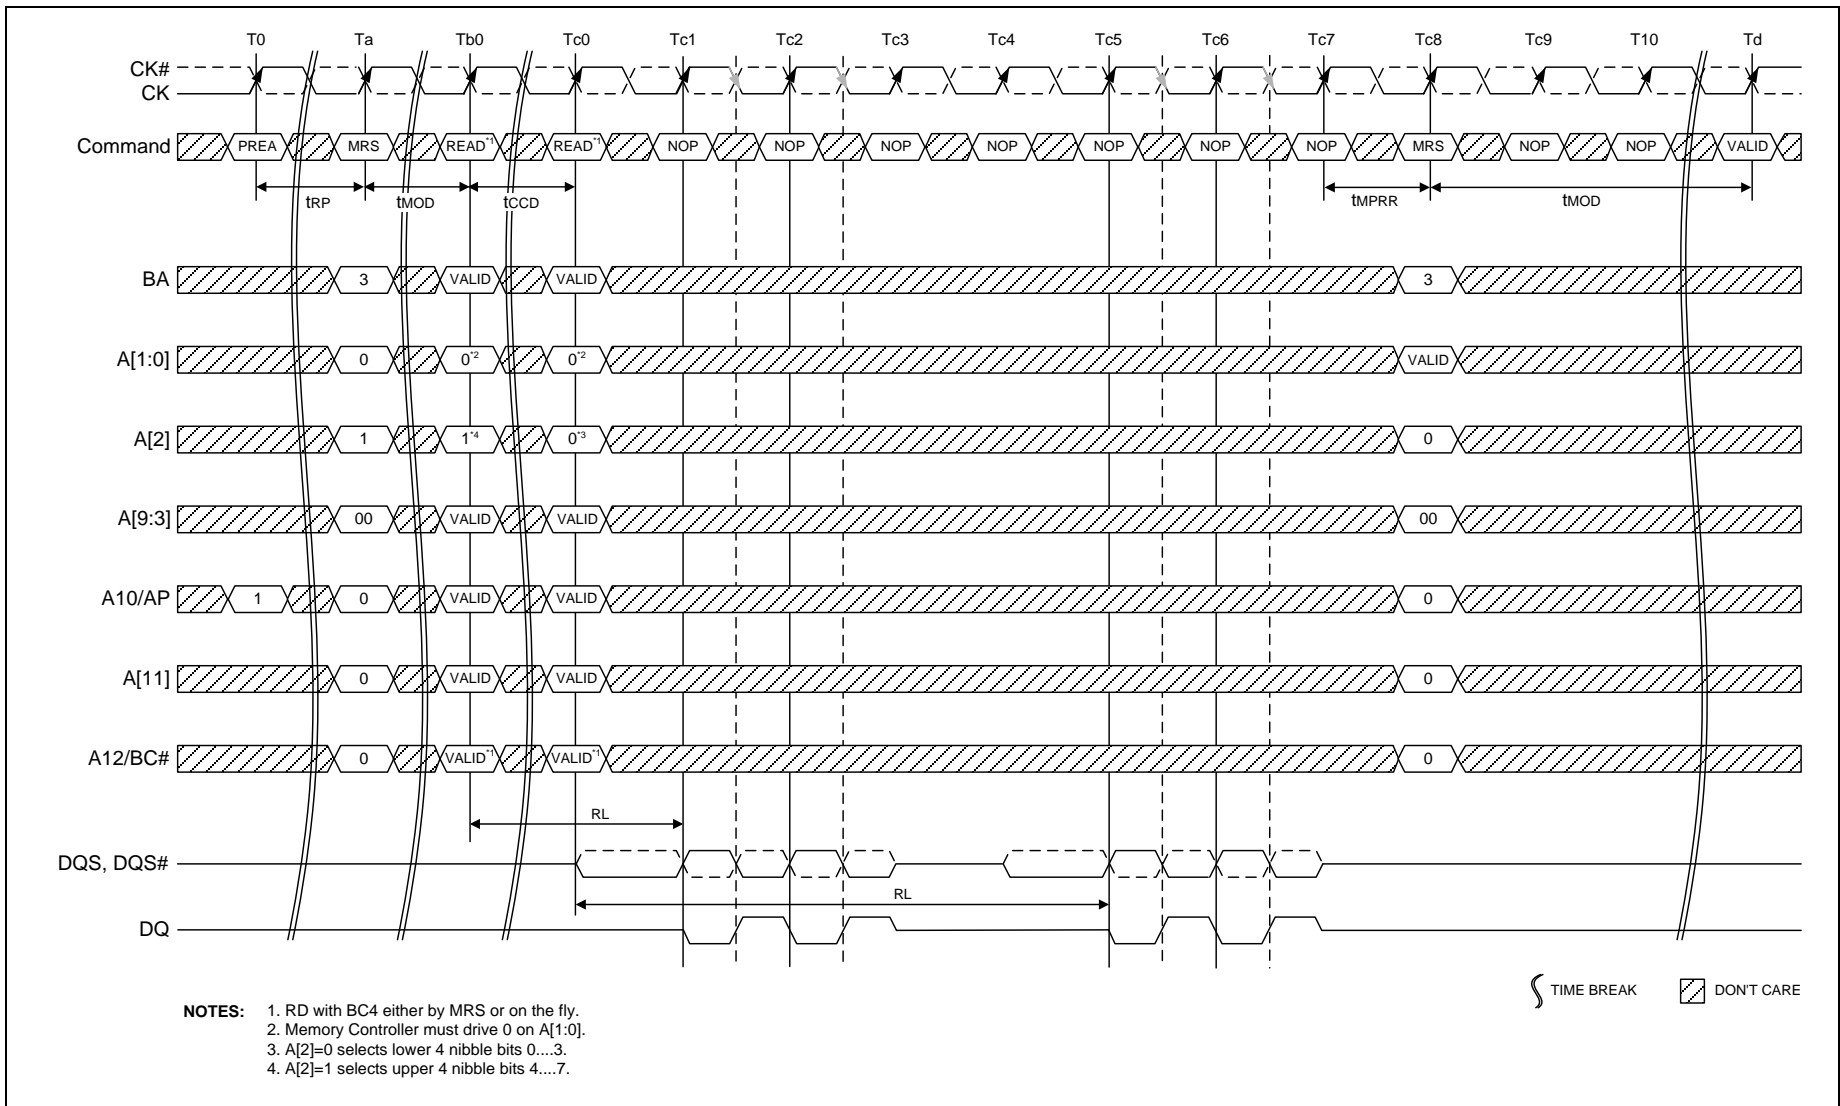 T0 Ta Tb0 Tc0 Tc1 Tc2 Tc3 Tc4 Tc5 Tc6 Tc7 Tc8 Tc9 T10 Td
CK#
CK
Command PREA MRS READ*1 READ*1 NOP NOP NOP NOP NOP NOP NOP MRS NOP NOP VALID
tRP tMOD tCCD tMPRR tMOD
BA 3 VALID VALID 3
A[1:0] 0 0*2 0*2 VALID
A[2] 1 1*4 0*3 0
A[9:3] 00 VALID VALID 00
A10/AP 1 0 VALID VALID 0
A[11] 0 VALID VALID 0
A12/BC# 0 VALID*1 VALID*1 0
RL
DQS, DQS#
RL
DQ
TIME BREAK DON'T CARE
NOTES: 1. RD with BC4 either by MRS or on the fly.
2. Memory Controller must drive 0 on A[1:0].
3. A[2]=0 selects lower 4 nibble bits 0....3.
4. A[2]=1 selects upper 4 nibble bits 4....7.